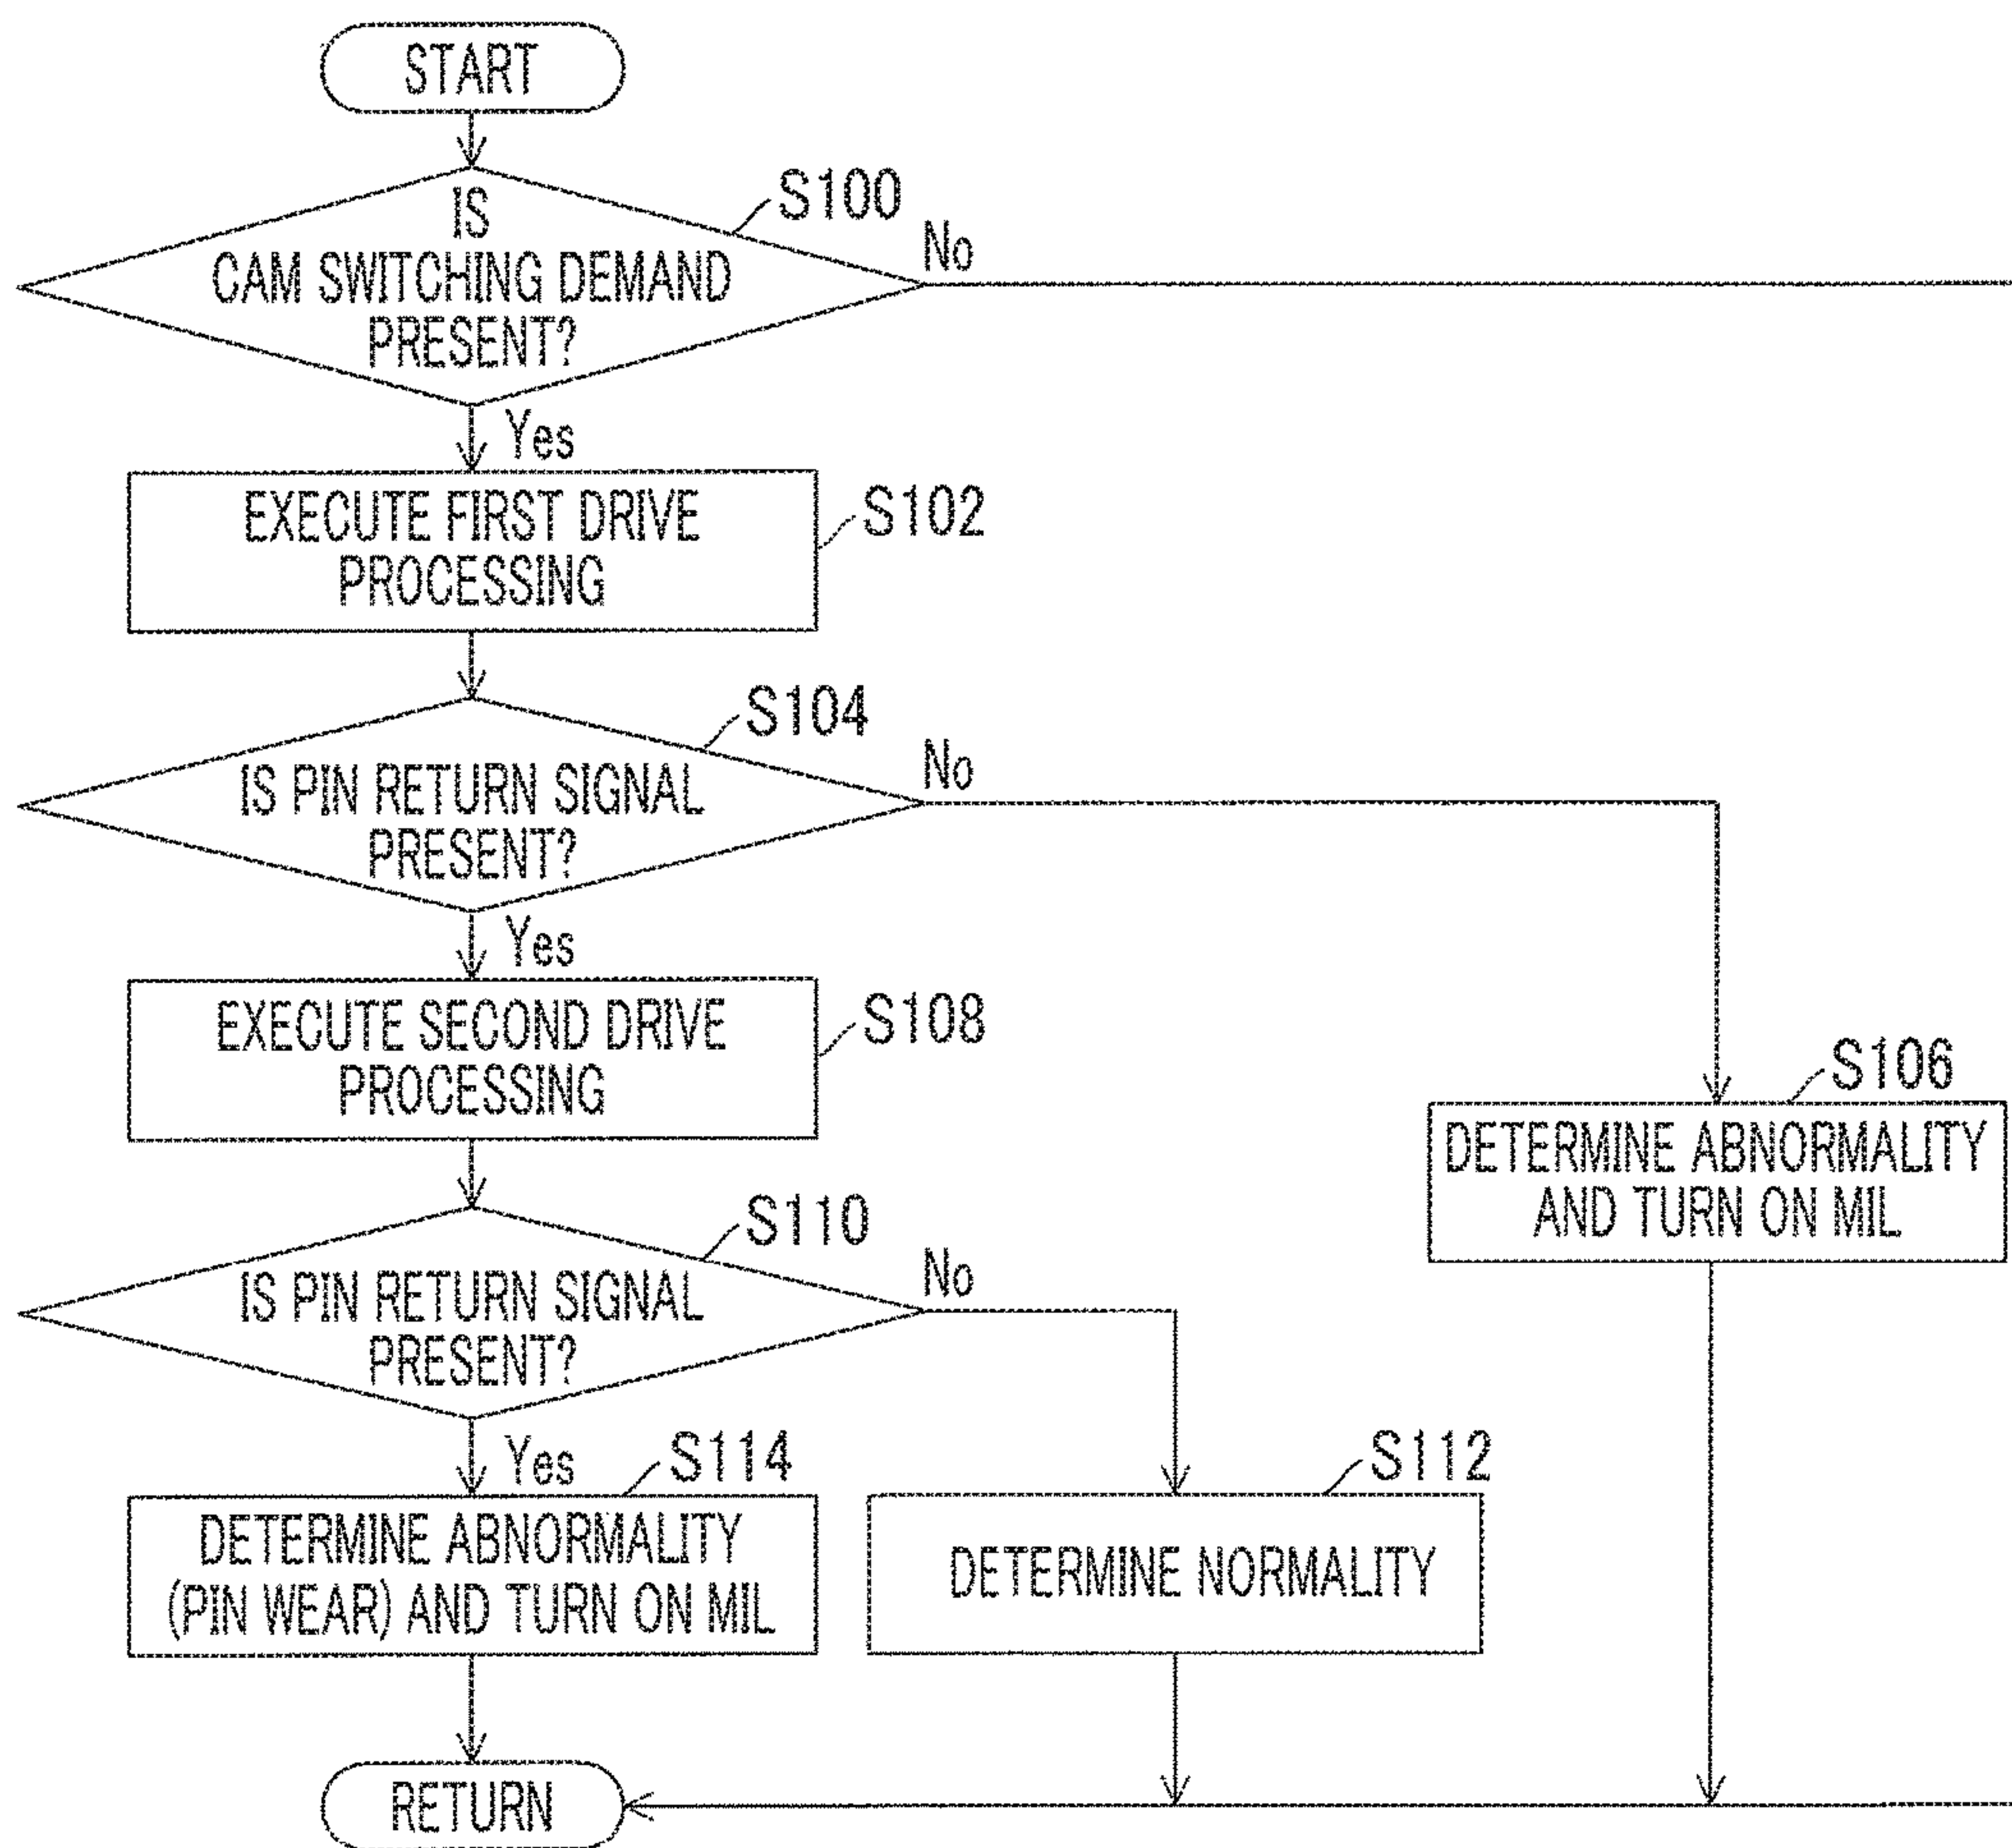 START
S100
IS
CAM SWITCHING DEMAND
PRESENT?
No
Yes
S102
EXECUTE FIRST DRIVE
PROCESSING
S104
IS PIN RETURN SIGNAL
PRESENT?
No
Yes
S108
EXECUTE SECOND DRIVE
PROCESSING
S106
DETERMINE ABNORMALITY
AND TURN ON MIL
S110
IS PIN RETURN SIGNAL
PRESENT?
No
Yes
S114
DETERMINE ABNORMALITY
(PIN WEAR) AND TURN ON MIL
S112
DETERMINE NORMALITY
RETURN